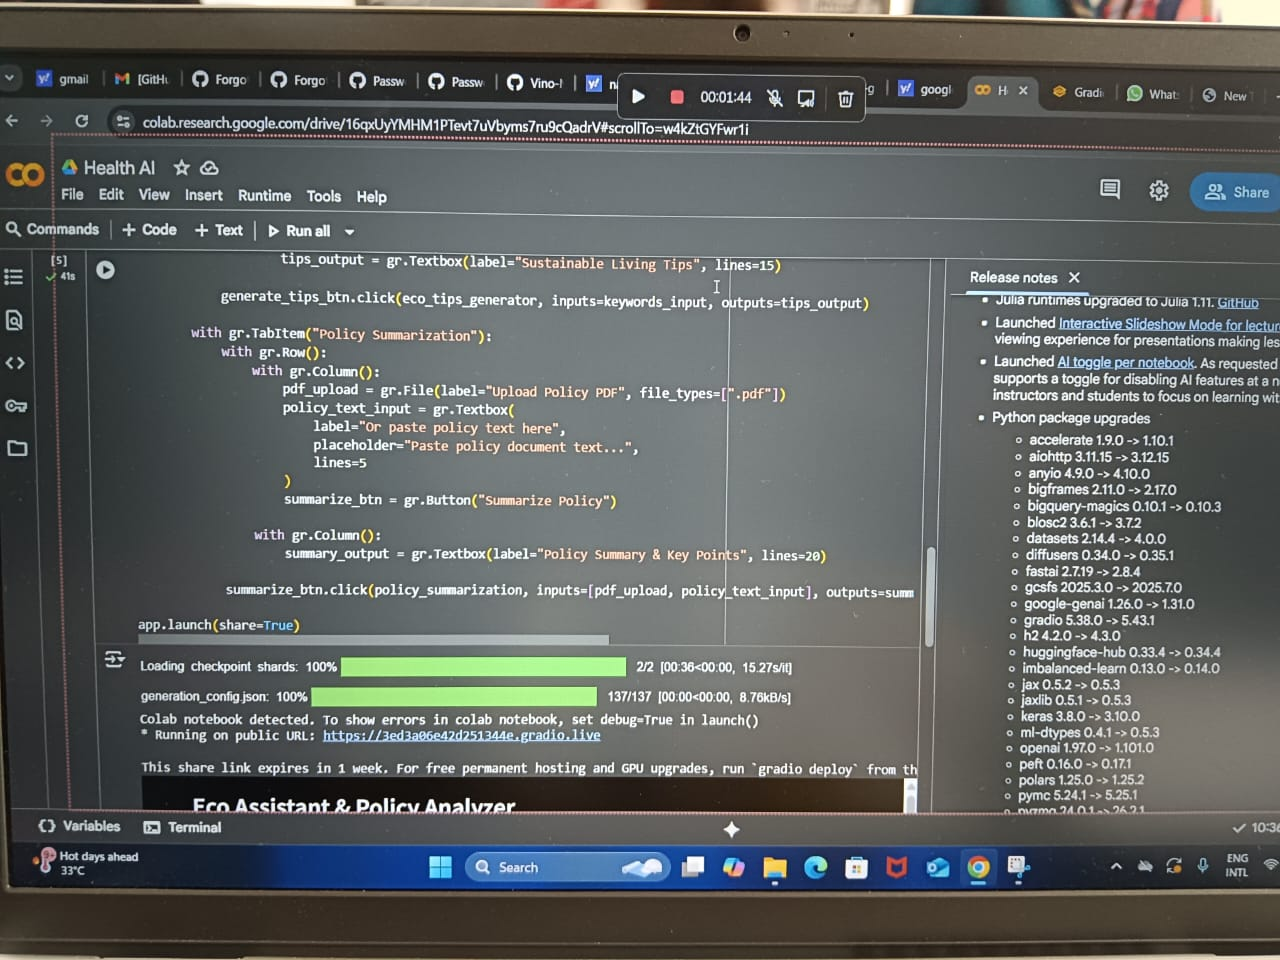 gmail
[GitHu
Forgo
Forgo
Passw
Passw
Vino-
00:01:44
googl
H
Gradi
What:
New
colab.research.google.com/drive/16qxUyYMHM1PTevt7uVbyms7ru9cQadrV#scrollTo=w4kZtGYFwr1i
Health AI
File Edit View Insert Runtime Tools Help
Share
Commands + Code + Text Run all
[5]
41s
tips_output = gr.Textbox(label="Sustainable Living Tips", lines=15)
generate_tips_btn.click(eco_tips_generator, inputs=keywords_input, outputs=tips_output)
with gr.TabItem("Policy Summarization"):
with gr.Row():
with gr.Column():
pdf_upload = gr.File(label="Upload Policy PDF", file_types=[".pdf"])
policy_text_input = gr.Textbox(
label="Or paste policy text here",
placeholder="Paste policy document text...",
lines=5
)
summarize_btn = gr.Button("Summarize Policy")
with gr.Column():
summary_output = gr.Textbox(label="Policy Summary & Key Points", lines=20)
summarize_btn.click(policy_summarization, inputs=[pdf_upload, policy_text_input], outputs=summ
app.launch(share=True)
Loading checkpoint shards: 100% 2/2 [00:36<00:00, 15.27s/it]
generation_config.json: 100% 137/137 [00:00<00:00, 8.76kB/s]
Colab notebook detected. To show errors in colab notebook, set debug=True in launch()
* Running on public URL: https://3ed3a06e42d251344e.gradio.live
This share link expires in 1 week. For free permanent hosting and GPU upgrades, run `gradio deploy` from th
Eco Assistant & Policy Analyzer
Release notes
Julia runtimes upgraded to Julia 1.11. GitHub
Launched Interactive Slideshow Mode for lectur
viewing experience for presentations making les
Launched AI toggle per notebook. As requested
supports a toggle for disabling AI features at a n
instructors and students to focus on learning wit
Python package upgrades
accelerate 1.9.0 -> 1.10.1
aiohttp 3.11.15 -> 3.12.15
anyio 4.9.0 -> 4.10.0
bigframes 2.11.0 -> 2.17.0
bigquery-magics 0.10.1 -> 0.10.3
blosc2 3.6.1 -> 3.7.2
datasets 2.14.4 -> 4.0.0
diffusers 0.34.0 -> 0.35.1
fastai 2.7.19 -> 2.8.4
gcsfs 2025.3.0 -> 2025.7.0
google-genai 1.26.0 -> 1.31.0
gradio 5.38.0 -> 5.43.1
h2 4.2.0 -> 4.3.0
huggingface-hub 0.33.4 -> 0.34.4
imbalanced-learn 0.13.0 -> 0.14.0
jax 0.5.2 -> 0.5.3
jaxlib 0.5.1 -> 0.5.3
keras 3.8.0 -> 3.10.0
ml-dtypes 0.4.1 -> 0.5.3
openai 1.97.0 -> 1.101.0
peft 0.16.0 -> 0.17.1
polars 1.25.0 -> 1.25.2
pymc 5.24.1 -> 5.25.1
Variables Terminal
10:36
Hot days ahead
33°C
Search
ENG
INTL